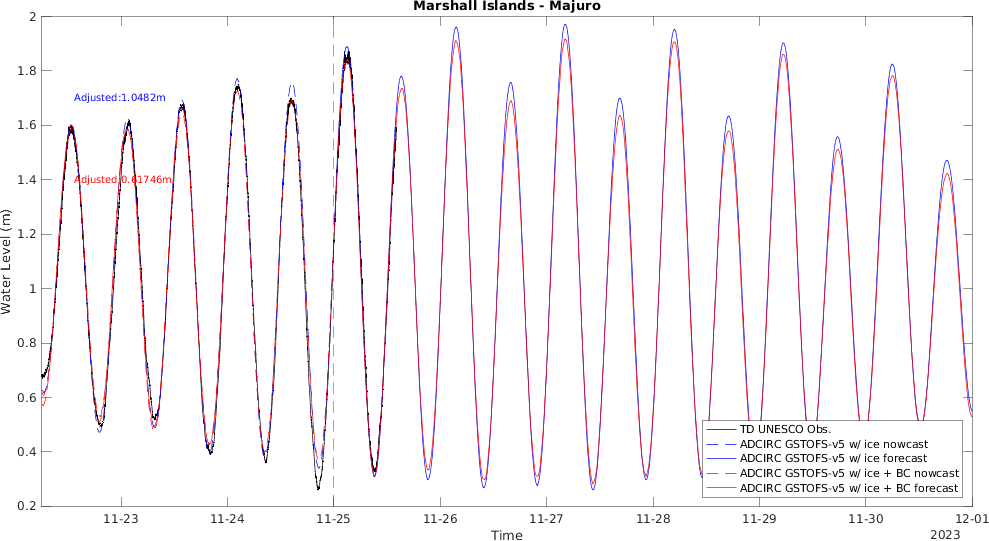 Marshall Islands - Majuro
2
1.8
1.6
1.4
1.2
1
0.8
0.6
0.4
0.2
Water Level (m)
Adjusted:1.0482m
Adjusted:0.61746m
TD UNESCO Obs.
ADCIRC GSTOFS-v5 w/ ice nowcast
ADCIRC GSTOFS-v5 w/ ice forecast
ADCIRC GSTOFS-v5 w/ ice + BC nowcast
ADCIRC GSTOFS-v5 w/ ice + BC forecast
11-23 11-24 11-25 11-26 11-27 11-28 11-29 11-30 12-01
Time
2023